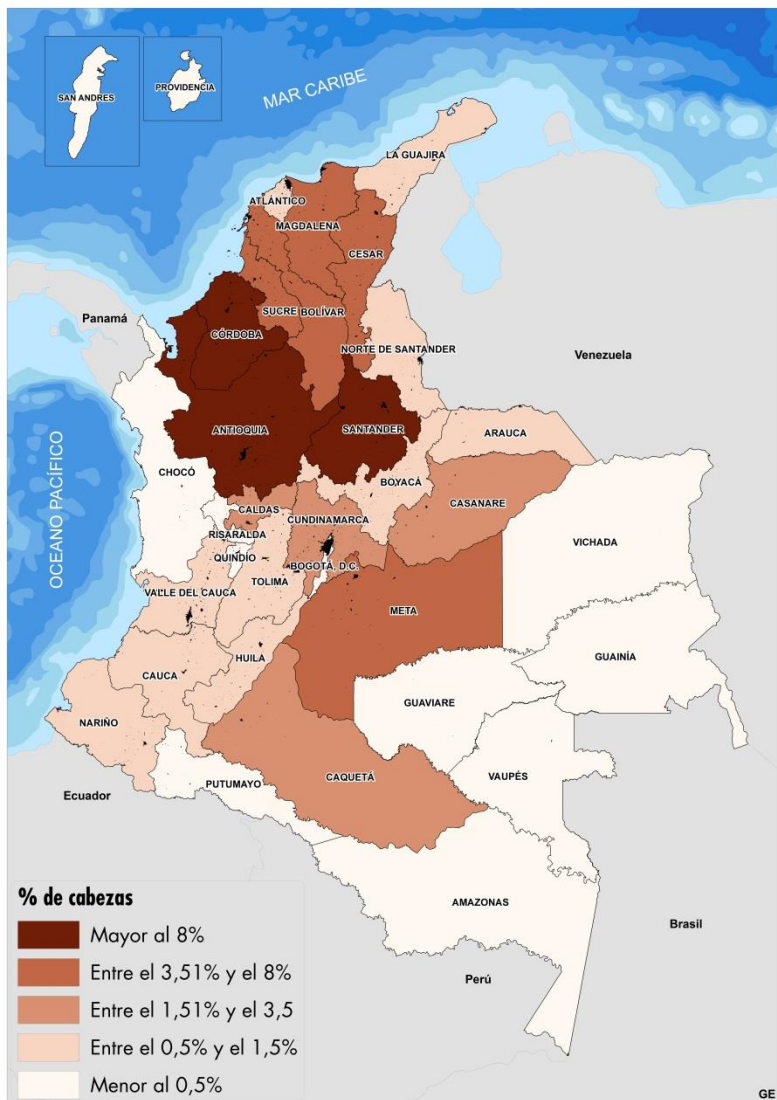 SAN ANDRES
PROVIDENCIA
MAR CARIBE
LA GUAJIRA
ATLÁNTICO
MAGDALENA
CESAR
SUCRE
BOLÍVAR
CÓRDOBA
Panamá
NORTE DE SANTANDER
Venezuela
ANTIOQUIA
SANTANDER
ARAUCA
OCEANO PACÍFICO
CHOCÓ
BOYACÁ
CASANARE
CALDAS
CUNDINAMARCA
RISARALDA
VICHADA
QUINDÍO
BOGOTÁ, D.C.
TOLIMA
VALLE DEL CAUCA
META
HUILA
GUAINÍA
CAUCA
GUAVIARE
NARIÑO
VAUPÉS
CAQUETÁ
PUTUMAYO
Ecuador
AMAZONAS
Brasil
Perú
% de cabezas
Mayor al 8%
Entre el 3,51% y el 8%
Entre el 1,51% y el 3,5
Entre el 0,5% y el 1,5%
Menor al 0,5%
GE